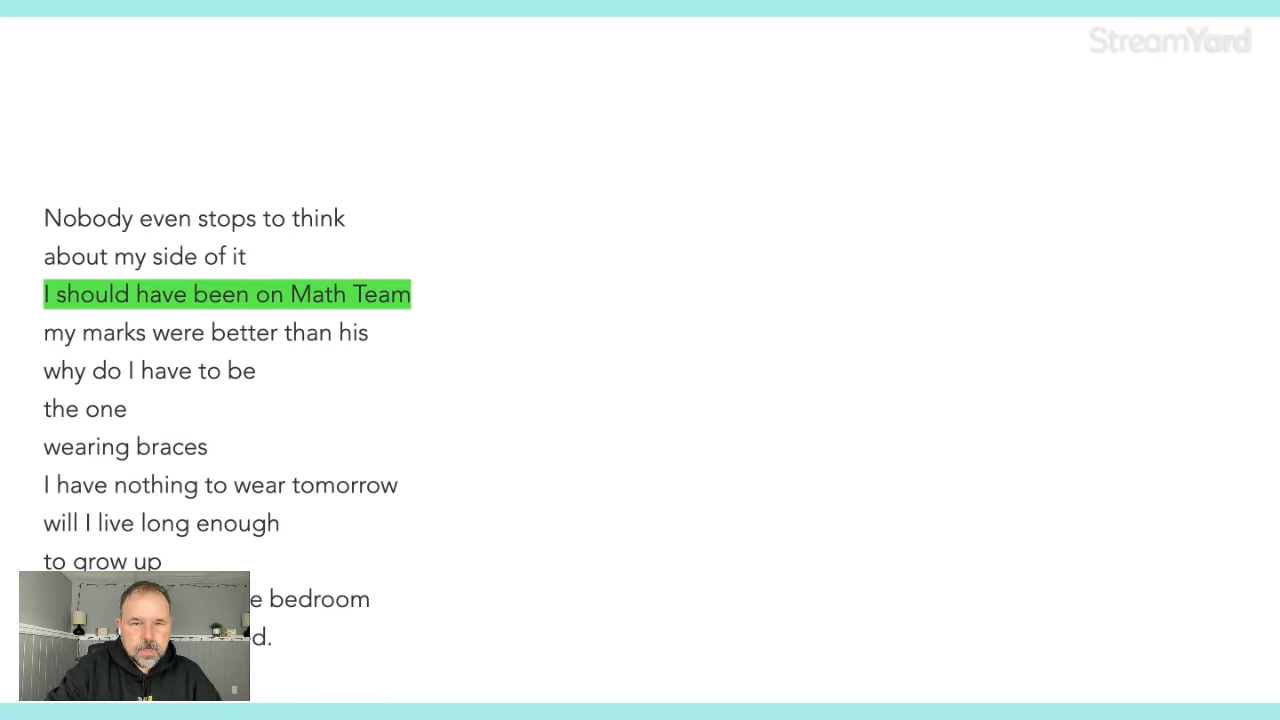 StreamYard
Nobody even stops to think
about my side of it
I should have been on Math Team
my marks were better than his
why do I have to be
the one
wearing braces
I have nothing to wear tomorrow
will I live long enough
to grow up
bedroom